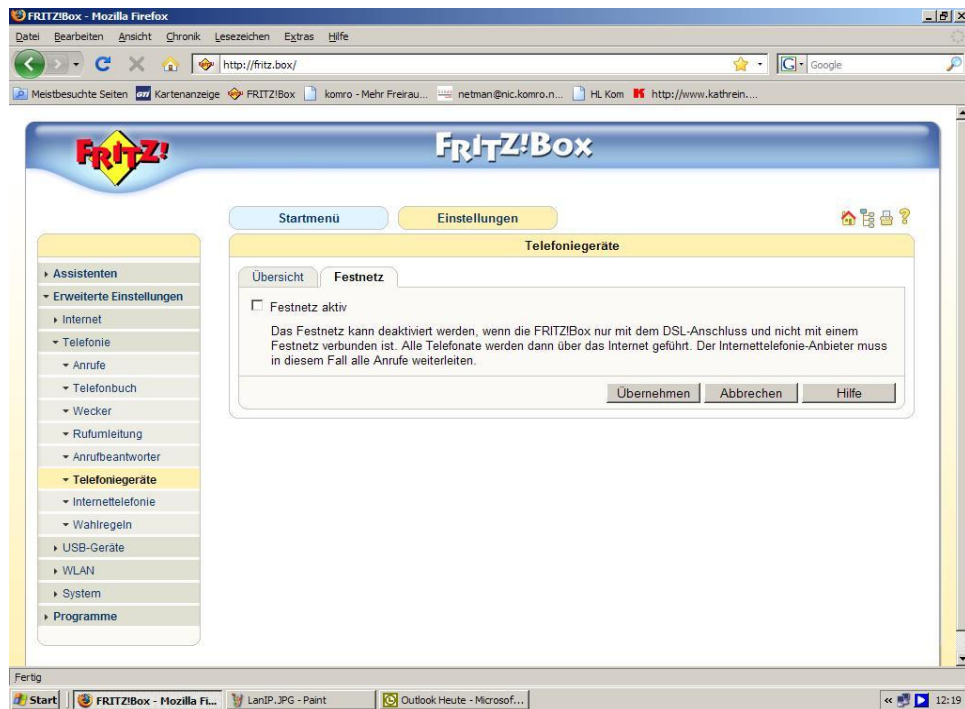 FRITZ!Box - Mozilla Firefox
Datei Bearbeiten Ansicht Chronik Lesezeichen Extras Hilfe
http://fritz.box/
G Google
Meistbesuchte Seiten Kartenanzeige FRITZ!Box komro - Mehr Freirau... netman@nic.komro.n... HL Kom http://www.kathrein....
FRITZ!
FRITZ!Box
Startmenü Einstellungen
Telefoniegeräte
Assistenten
Erweiterte Einstellungen
Internet
Telefonie
Anrufe
Telefonbuch
Wecker
Rufumleitung
Anrufbeantworter
Telefoniegeräte
Internettelefonie
Wahlregeln
USB-Geräte
WLAN
System
Programme
Übersicht Festnetz
Festnetz aktiv
Das Festnetz kann deaktiviert werden, wenn die FRITZ!Box nur mit dem DSL-Anschluss und nicht mit einem
Festnetz verbunden ist. Alle Telefonate werden dann über das Internet geführt. Der Internettelefonie-Anbieter muss
in diesem Fall alle Anrufe weiterleiten.
Übernehmen Abbrechen Hilfe
Fertig
Start FRITZ!Box - Mozilla Fi... LanIP.JPG - Paint Outlook Heute - Microsof... 12:19